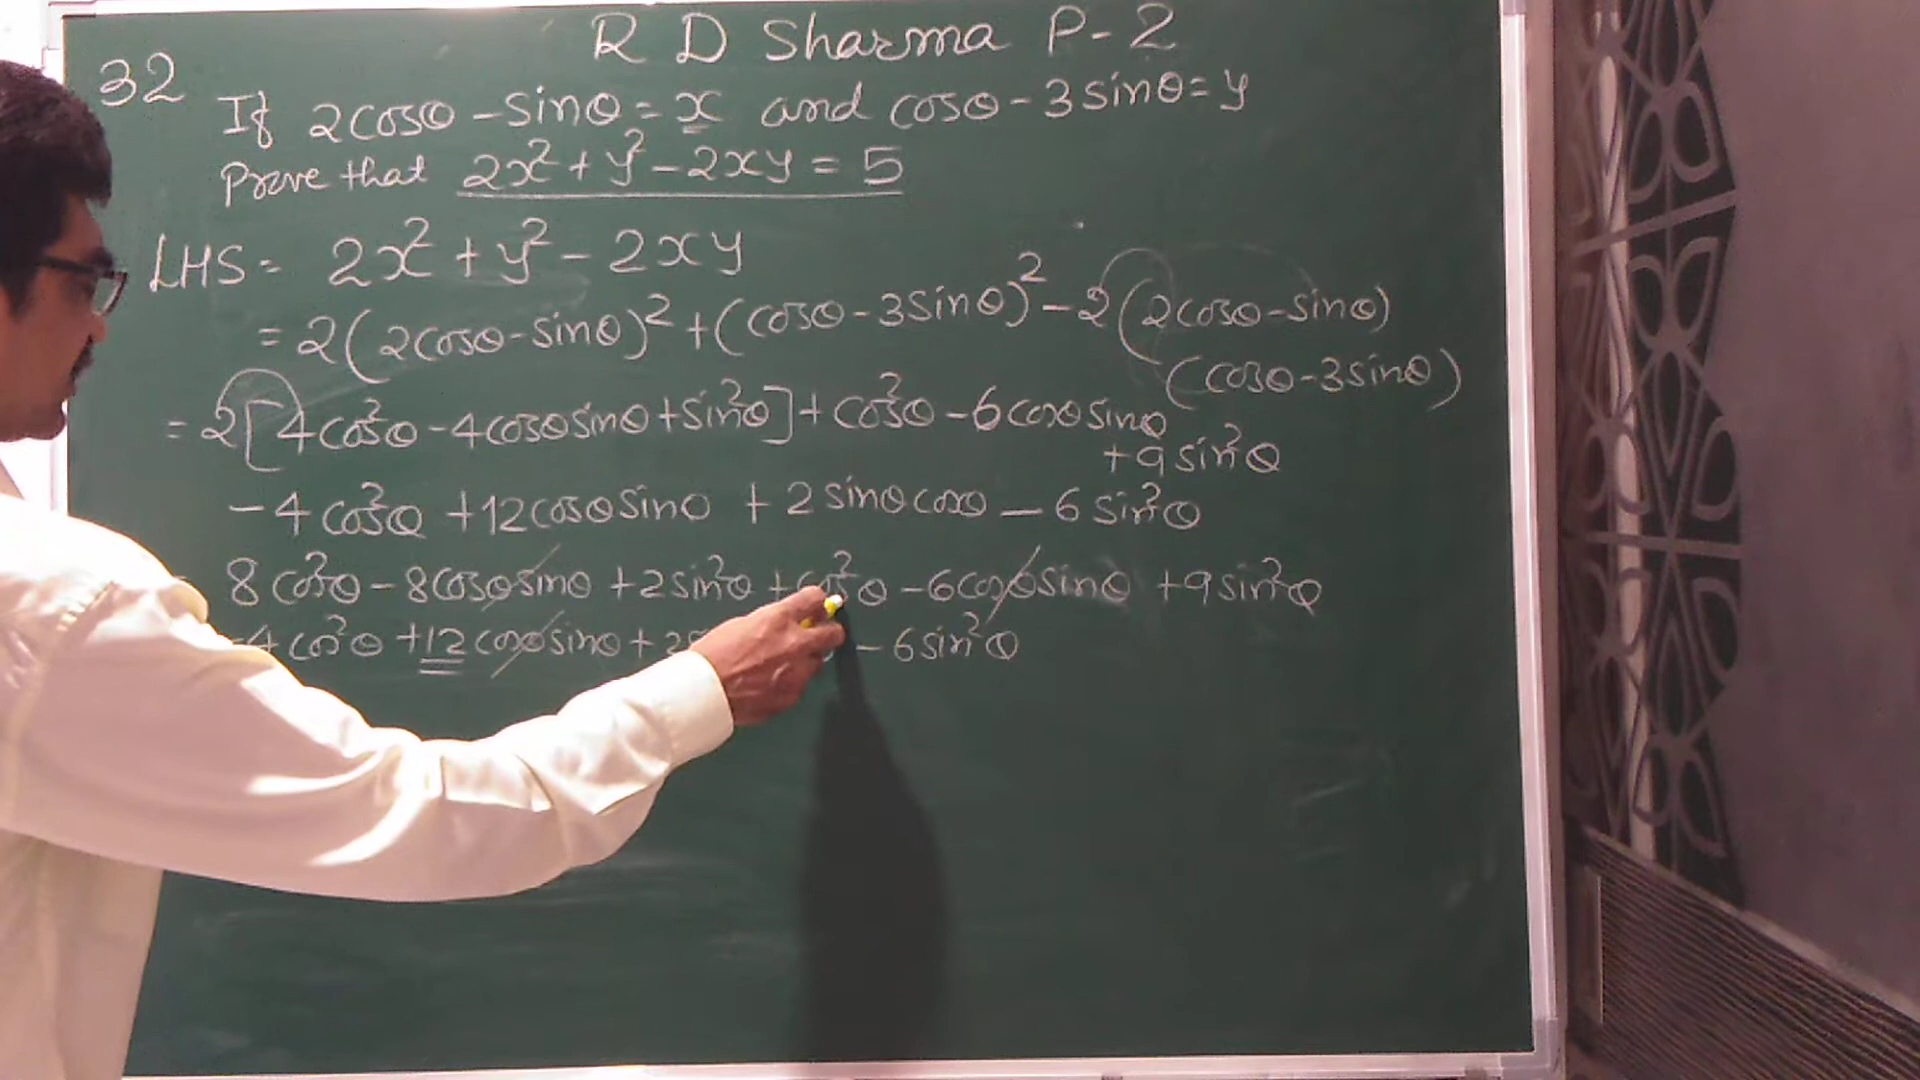 R D Sharma P-2
32
If 2cosθ - sinθ = x and cosθ - 3sinθ = y
Prove that 2x² + y² - 2xy = 5
LHS = 2x² + y² - 2xy
= 2(2cosθ - sinθ)² + (cosθ - 3sinθ)² - 2(2cosθ - sinθ)
(cosθ - 3sinθ)
= 2[4cos²θ - 4cosθsinθ + sin²θ] + cos²θ - 6cosθsinθ
+ 9sin²θ
- 4cos²θ + 12cosθsinθ + 2sinθcosθ - 6sin²θ
8cos²θ - 8cosθsinθ + 2sin²θ + cos²θ - 6cosθsinθ + 9sin²θ
-4cos²θ + 12cosθsinθ + 2 - 6sin²θ